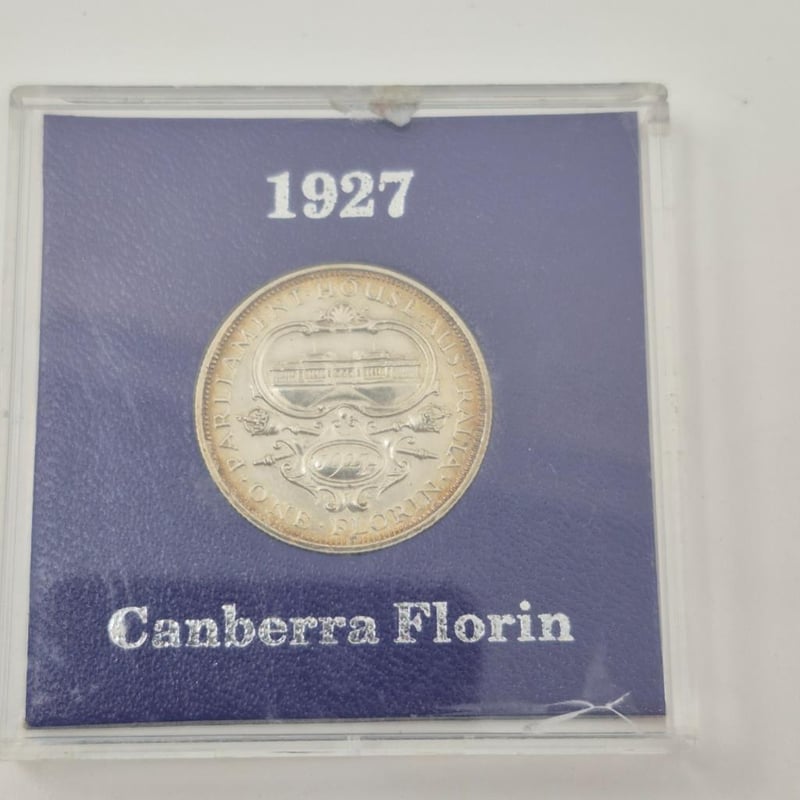 1927
PARLIAMENT·HOUSE·AUSTRALIA·
1927
·ONE·FLORIN·
Canberra Florin